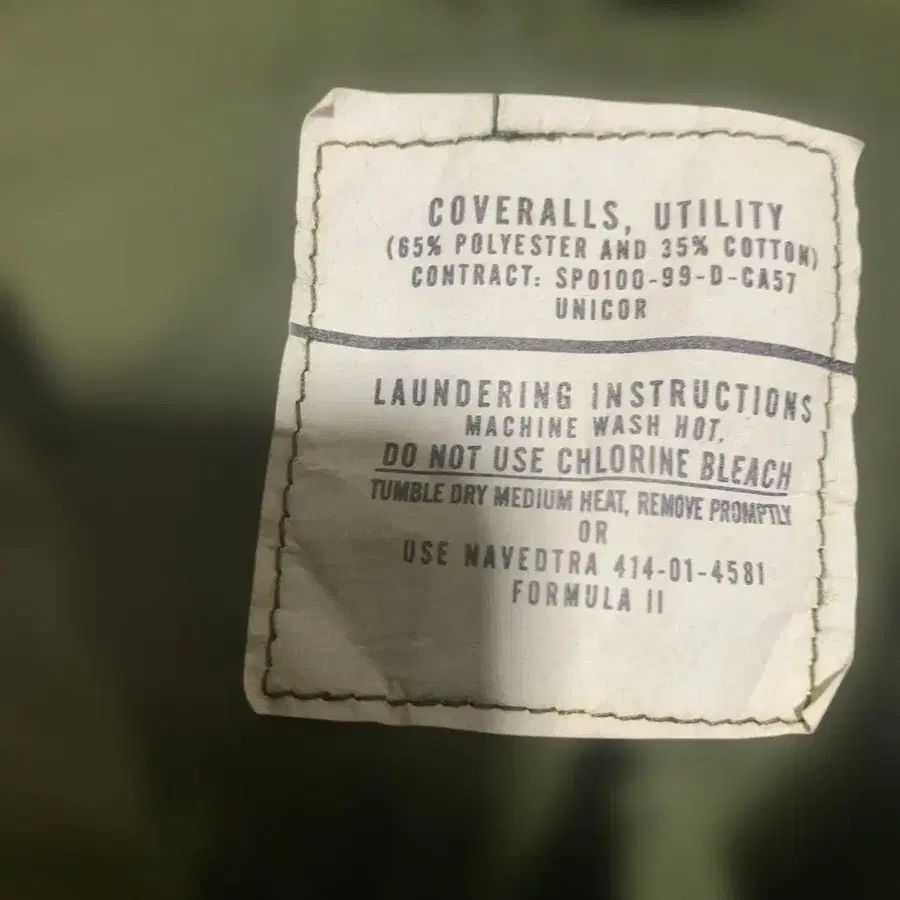 COVERALLS, UTILITY
(65% POLYESTER AND 35% COTTON)
CONTRACT: SP0100-99-D-CA57
UNICOR
LAUNDERING INSTRUCTIONS
MACHINE WASH HOT.
DO NOT USE CHLORINE BLEACH
TUMBLE DRY MEDIUM HEAT, REMOVE PROMPTLY
OR
USE NAVEDTRA 414-01-4581
FORMULA II